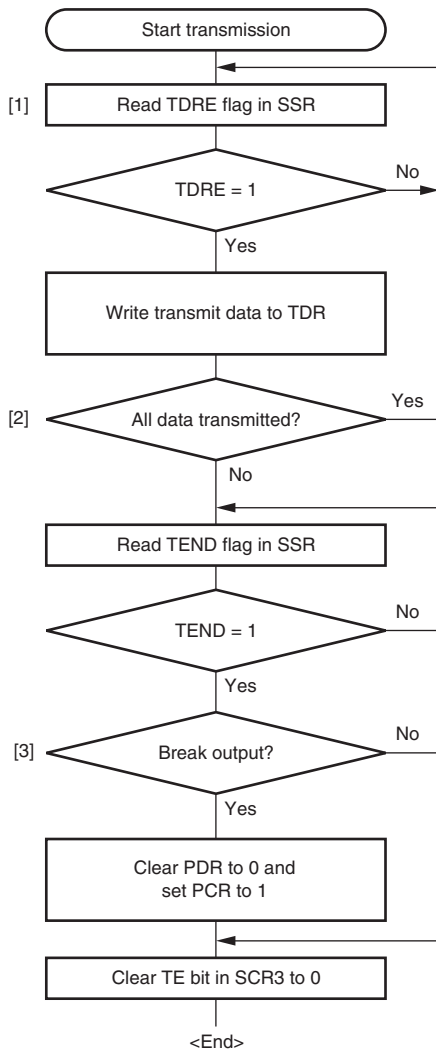 Start transmission
[1]
Read TDRE flag in SSR
No
TDRE = 1
Yes
Write transmit data to TDR
[2]
All data transmitted?
Yes
No
Read TEND flag in SSR
No
TEND = 1
Yes
[3]
Break output?
No
Yes
Clear PDR to 0 and
set PCR to 1
Clear TE bit in SCR3 to 0
<End>